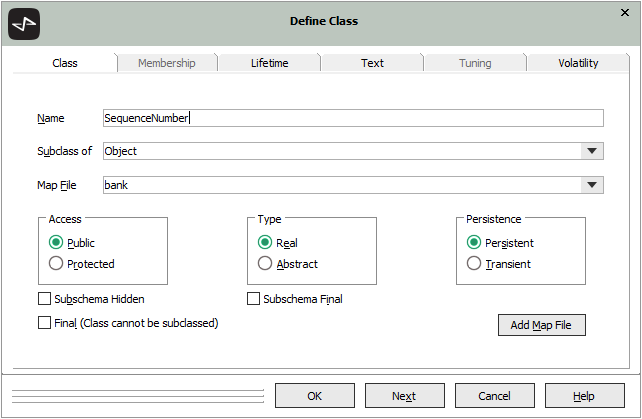 Define Class
Class Membership Lifetime Text Tuning Volatility
Name SequenceNumber
Subclass of Object
Map File bank
Access Type Persistence
Public Real Persistent
Protected Abstract Transient
Subschema Hidden Subschema Final
Final (Class cannot be subclassed) Add Map File
OK Next Cancel Help